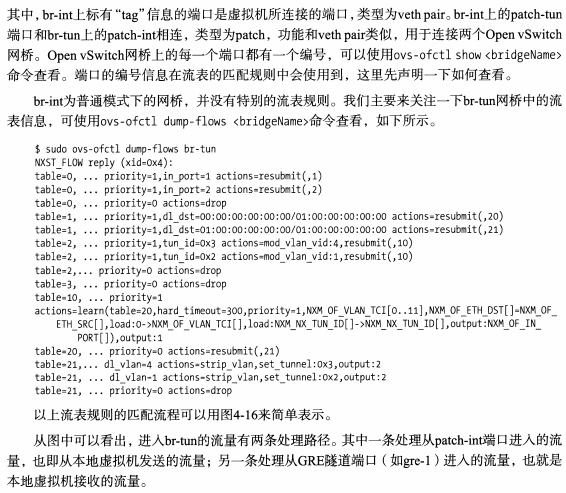 其中，br-int上标有“tag”信息的端口是虚拟机所连接的端口，类型为veth pair。br-int上的patch-tun
端口和br-tun上的patch-int相连，类型为patch，功能和veth pair类似，用于连接两个Open vSwitch
网桥。Open vSwitch网桥上的每一个端口都有一个编号，可以使用ovs-ofctl show <bridgeName>
命令查看。端口的编号信息在流表的匹配规则中会使用到，这里先声明一下如何查看。
br-int为普通模式下的网桥，并没有特别的流表规则。我们主要来关注一下br-tun网桥中的流
表信息，可使用ovs-ofctl dump-flows <bridgeName>命令查看，如下所示。
$ sudo ovs-ofctl dump-flows br-tun
NXST_FLOW reply (xid=0x4):
table=0, ... priority=1,in_port=1 actions=resubmit(,1)
table=0, ... priority=1,in_port=2 actions=resubmit(,2)
table=0, ... priority=0 actions=drop
table=1, ... priority=1,dl_dst=00:00:00:00:00:00/01:00:00:00:00:00 actions=resubmit(,20)
table=1, ... priority=1,dl_dst=01:00:00:00:00:00/01:00:00:00:00:00 actions=resubmit(,21)
table=2, ... priority=1,tun_id=0x3 actions=mod_vlan_vid:4,resubmit(,10)
table=2, ... priority=1,tun_id=0x2 actions=mod_vlan_vid:1,resubmit(,10)
table=2,... priority=0 actions=drop
table=3, ... priority=0 actions=drop
table=10, ... priority=1
actions=learn(table=20,hard_timeout=300,priority=1,NXM_OF_VLAN_TCI[0..11],NXM_OF_ETH_DST[]=NXM_OF_
ETH_SRC[],load:0->NXM_OF_VLAN_TCI[],load:NXM_NX_TUN_ID[]->NXM_NX_TUN_ID[],output:NXM_OF_IN_
PORT[]),output:1
table=20, ... priority=0 actions=resubmit(,21)
table=21,... dl_vlan=4 actions=strip_vlan,set_tunnel:0x3,output:2
table=21, ... dl_vlan=1 actions=strip_vlan,set_tunnel:0x2,output:2
table=21, ... priority=0 actions=drop
以上流表规则的匹配流程可以用图4-16来简单表示。
从图中可以看出，进入br-tun的流量有两条处理路径。其中一条处理从patch-int端口进入的流
量，也即从本地虚拟机发送的流量；另一条处理从GRE隧道端口（如gre-1）进入的流量，也就是
本地虚拟机接收的流量。